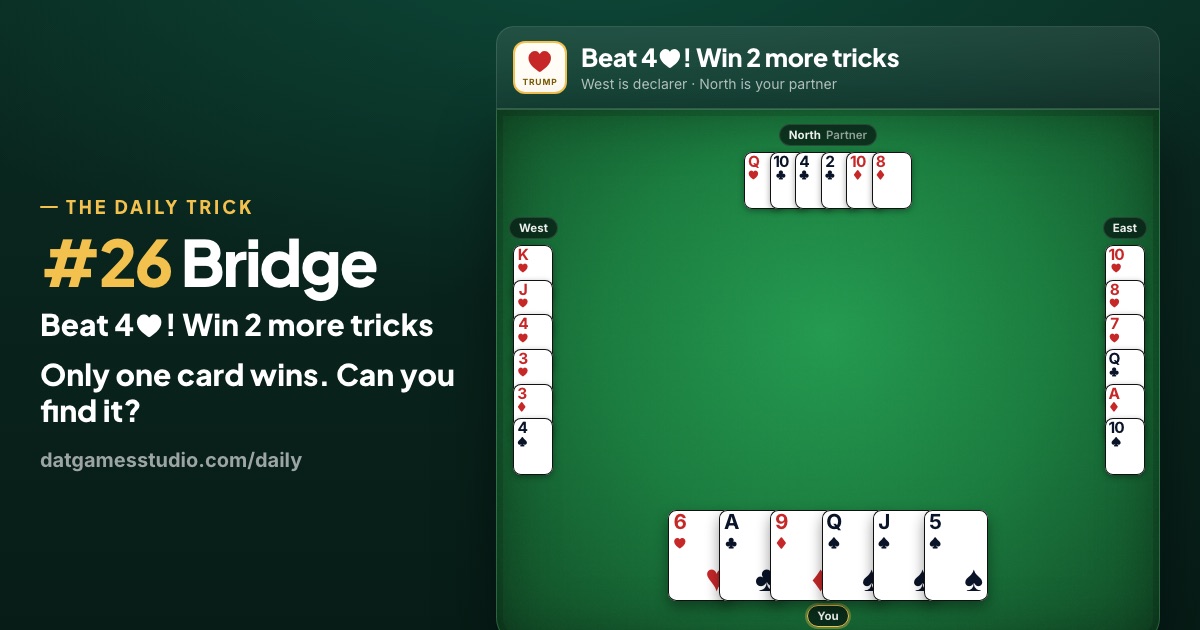 THE DAILY TRICK
#26 Bridge
Beat 4♥! Win 2 more tricks
Only one card wins. Can you
find it?
datgamesstudio.com/daily
TRUMP
Beat 4♥! Win 2 more tricks
West is declarer · North is your partner
North Partner
Q♥ 10♣ 4♣ 2♣ 10♦ 8♦
West
K♥
J♥
4♥
3♥
3♦
4♠
East
10♥
8♥
7♥
Q♣
A♦
10♠
6♥ A♣ 9♦ Q♠ J♠ 5♠
You